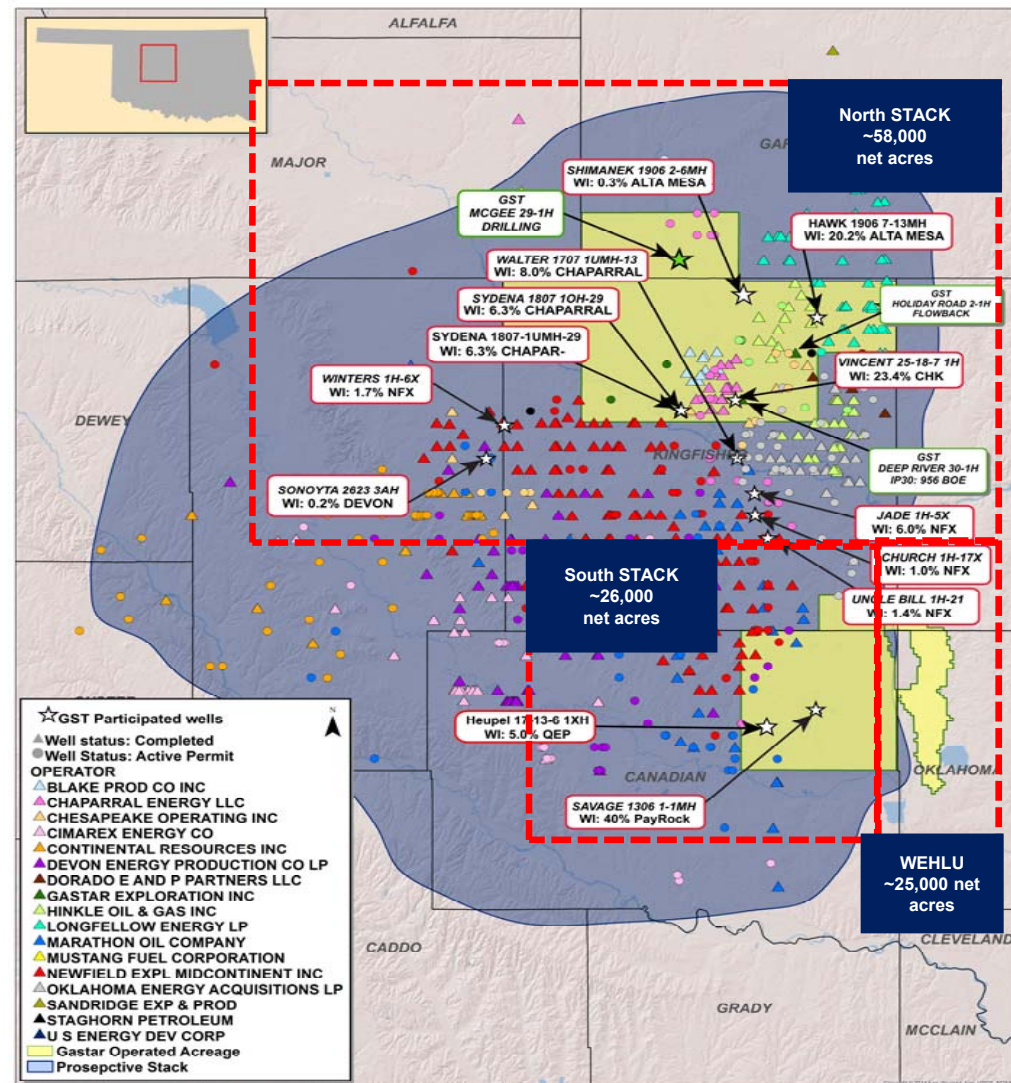 ALFALFA
North STACK
~58,000
net acres
MAJOR
GAR
SHIMANEK 1906 2-6MH
WI: 0.3% ALTA MESA
GST
MCGEE 29-1H
DRILLING
HAWK 1906 7-13MH
WI: 20.2% ALTA MESA
WALTER 1707 1UMH-13
WI: 8.0% CHAPARRAL
GST
HOLIDAY ROAD 2-1H
FLOWBACK
SYDENA 1807 1OH-29
WI: 6.3% CHAPARRAL
SYDENA 1807-1UMH-29
WI: 6.3% CHAPAR-
VINCENT 25-18-7 1H
WI: 23.4% CHK
WINTERS 1H-6X
WI: 1.7% NFX
DEWEY
KINGFISHER
GST
DEEP RIVER 30-1H
IP30: 956 BOE
SONOYTA 2623 3AH
WI: 0.2% DEVON
JADE 1H-5X
WI: 6.0% NFX
CHURCH 1H-17X
WI: 1.0% NFX
South STACK
~26,000
net acres
UNCLE BILL 1H-21
WI: 1.4% NFX
Heupel 17-13-6 1XH
WI: 5.0% QEP
CANADIAN
OKLAHOMA
SAVAGE 1306 1-1MH
WI: 40% PayRock
WEHLU
~25,000 net
acres
CLEVELAND
CADDO
GRADY
MCCLAIN
GST Participated wells
N
Well status: Completed
Well Status: Active Permit
OPERATOR
BLAKE PROD CO INC
CHAPARRAL ENERGY LLC
CHESAPEAKE OPERATING INC
CIMAREX ENERGY CO
CONTINENTAL RESOURCES INC
DEVON ENERGY PRODUCTION CO LP
DORADO E AND P PARTNERS LLC
GASTAR EXPLORATION INC
HINKLE OIL & GAS INC
LONGFELLOW ENERGY LP
MARATHON OIL COMPANY
MUSTANG FUEL CORPORATION
NEWFIELD EXPL MIDCONTINENT INC
OKLAHOMA ENERGY ACQUISITIONS LP
SANDRIDGE EXP & PROD
STAGHORN PETROLEUM
U S ENERGY DEV CORP
Gastar Operated Acreage
Prosepctive Stack